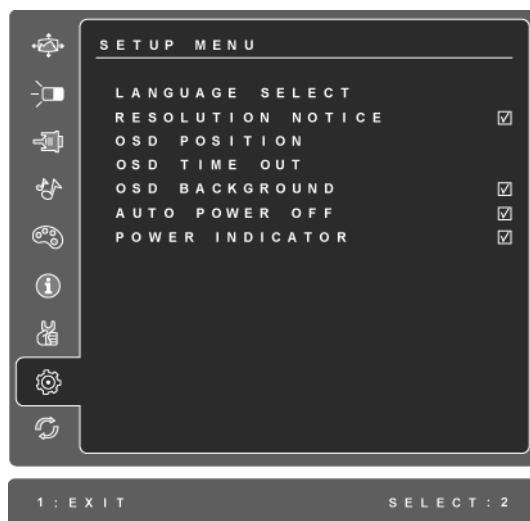 SETUP MENU
LANGUAGE SELECT
RESOLUTION NOTICE
OSD POSITION
OSD TIME OUT
OSD BACKGROUND
AUTO POWER OFF
POWER INDICATOR
1:EXIT SELECT:2